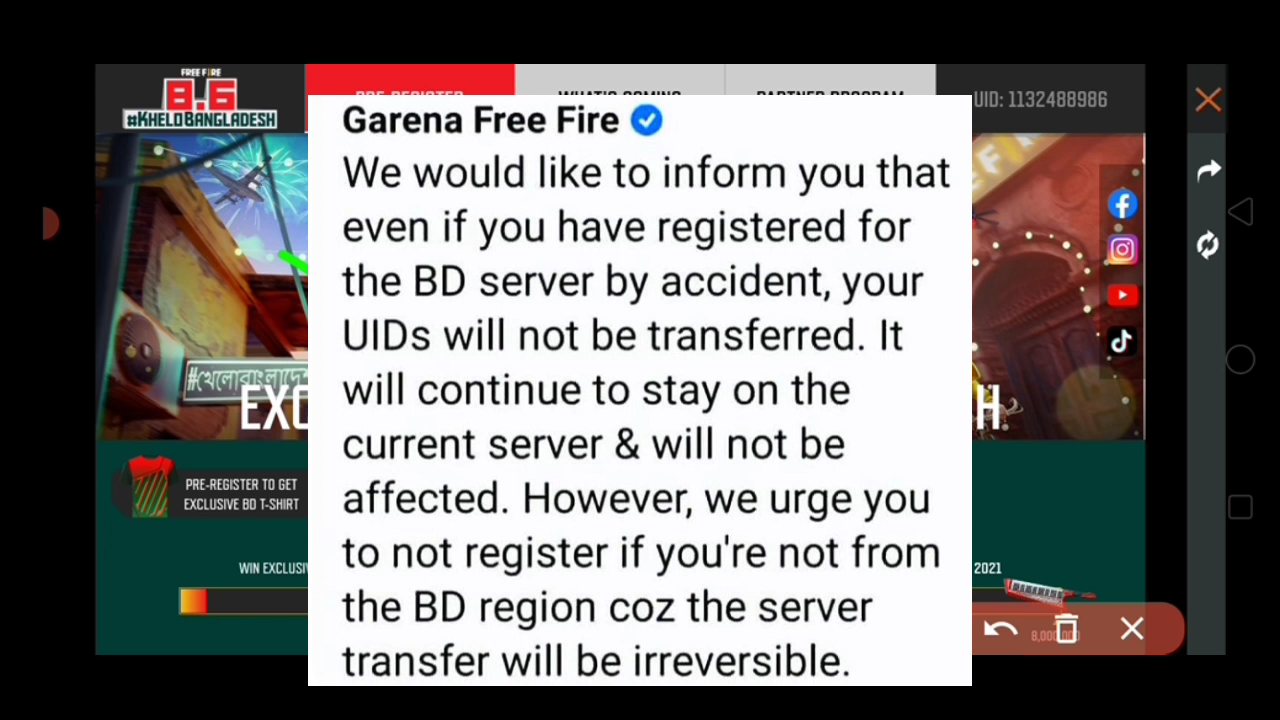 FREE FIRE
8.6
#KHELOBANGLADESH
UID: 1132488986
Garena Free Fire
We would like to inform you that
even if you have registered for
the BD server by accident, your
UIDs will not be transferred. It
will continue to stay on the
current server & will not be
affected. However, we urge you
to not register if you're not from
the BD region coz the server
transfer will be irreversible.
#খেলোবাংলাদেশ
PRE-REGISTER TO GET
EXCLUSIVE BD T-SHIRT
2021
8,000,000